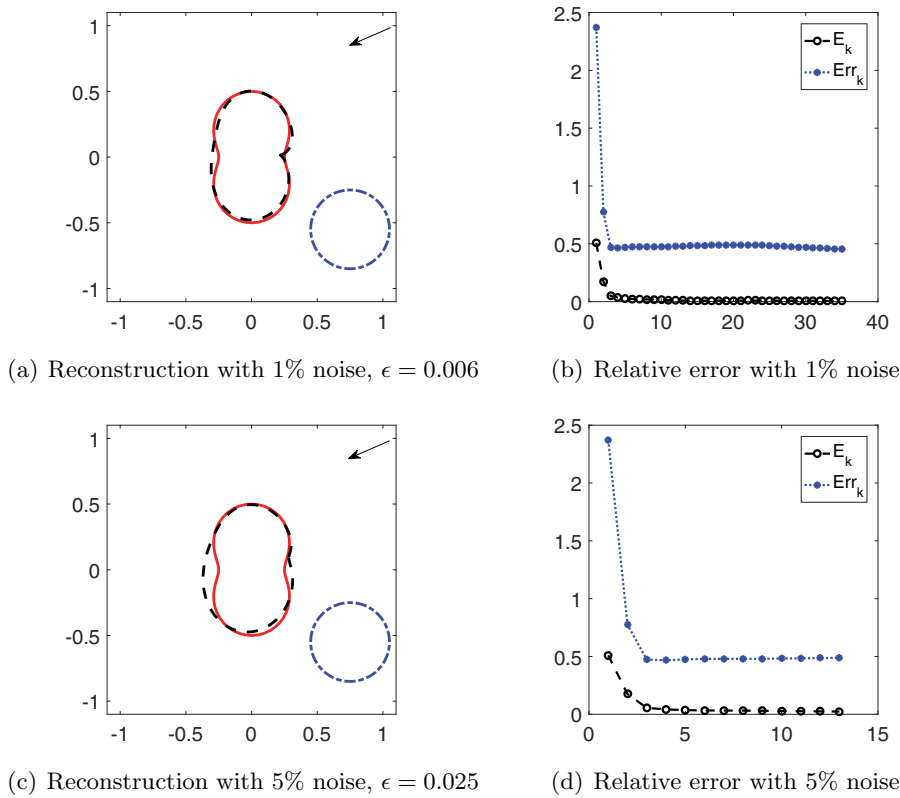 1
0.5
0
-0.5
-1
-1 -0.5 0 0.5 1
2.5
2
1.5
1
0.5
0
0 10 20 30 40
E_k
Err_k
(a) Reconstruction with 1% noise, ϵ = 0.006
(b) Relative error with 1% noise
1
0.5
0
-0.5
-1
-1 -0.5 0 0.5 1
2.5
2
1.5
1
0.5
0
0 5 10 15
E_k
Err_k
(c) Reconstruction with 5% noise, ϵ = 0.025
(d) Relative error with 5% noise